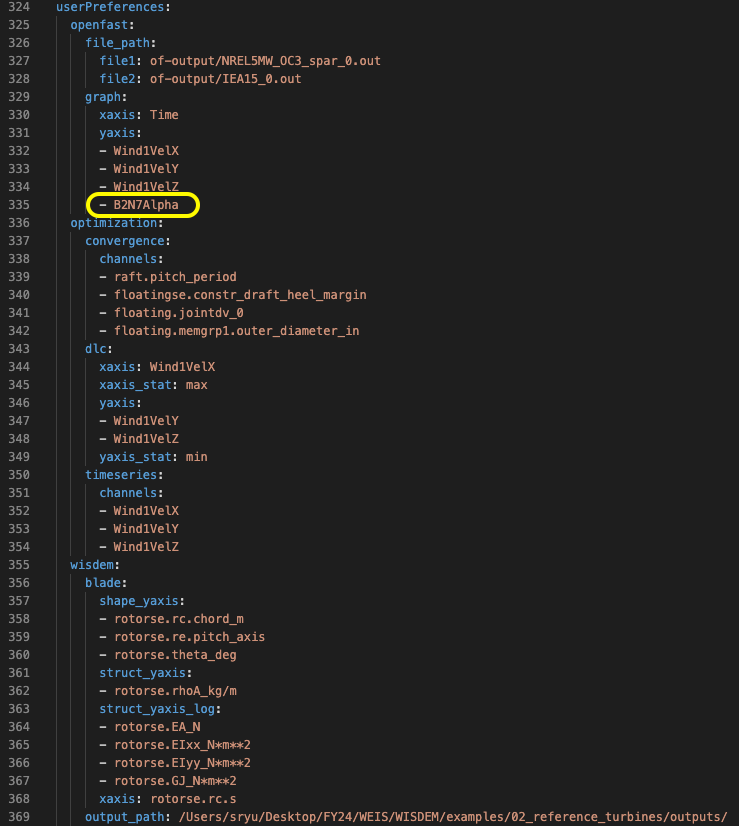 324 userPreferences:
325 openfast:
326 file_path:
327 file1: of-output/NREL5MW_OC3_spar_0.out
328 file2: of-output/IEA15_0.out
329 graph:
330 xaxis: Time
331 yaxis:
332 - Wind1VelX
333 - Wind1VelY
334 - Wind1VelZ
335 - B2N7Alpha
336 optimization:
337 convergence:
338 channels:
339 - raft.pitch_period
340 - floatingse.constr_draft_heel_margin
341 - floating.jointdv_0
342 - floating.memgrp1.outer_diameter_in
343 dlc:
344 xaxis: Wind1VelX
345 xaxis_stat: max
346 yaxis:
347 - Wind1VelY
348 - Wind1VelZ
349 yaxis_stat: min
350 timeseries:
351 channels:
352 - Wind1VelX
353 - Wind1VelY
354 - Wind1VelZ
355 wisdem:
356 blade:
357 shape_yaxis:
358 - rotorse.rc.chord_m
359 - rotorse.re.pitch_axis
360 - rotorse.theta_deg
361 struct_yaxis:
362 - rotorse.rhoA_kg/m
363 struct_yaxis_log:
364 - rotorse.EA_N
365 - rotorse.EIxx_N*m**2
366 - rotorse.EIyy_N*m**2
367 - rotorse.GJ_N*m**2
368 xaxis: rotorse.rc.s
369 output_path: /Users/sryu/Desktop/FY24/WEIS/WISDEM/examples/02_reference_turbines/outputs/